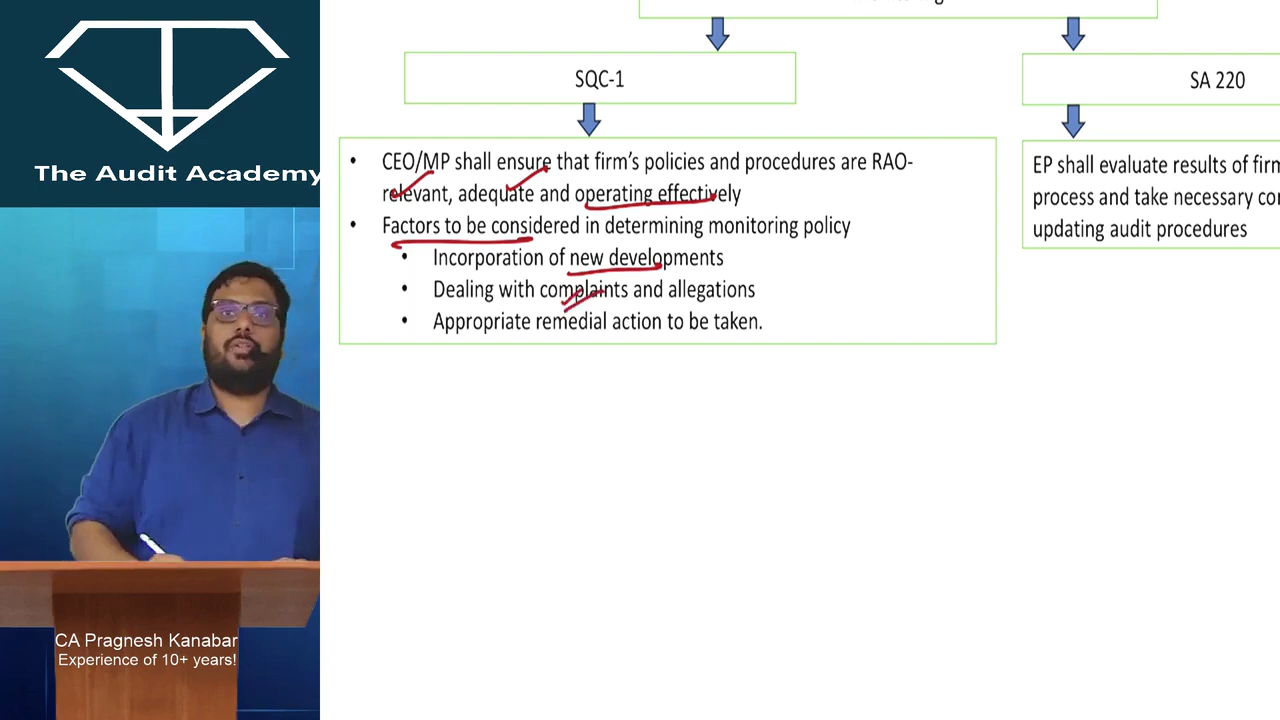 The Audit Academy
CA Pragnesh Kanabar
Experience of 10+ years!
SQC-1
• CEO/MP shall ensure that firm's policies and procedures are RAO-
relevant, adequate and operating effectively
• Factors to be considered in determining monitoring policy
• Incorporation of new developments
• Dealing with complaints and allegations
• Appropriate remedial action to be taken.
SA 220
EP shall evaluate results of firm
process and take necessary
updating audit procedures